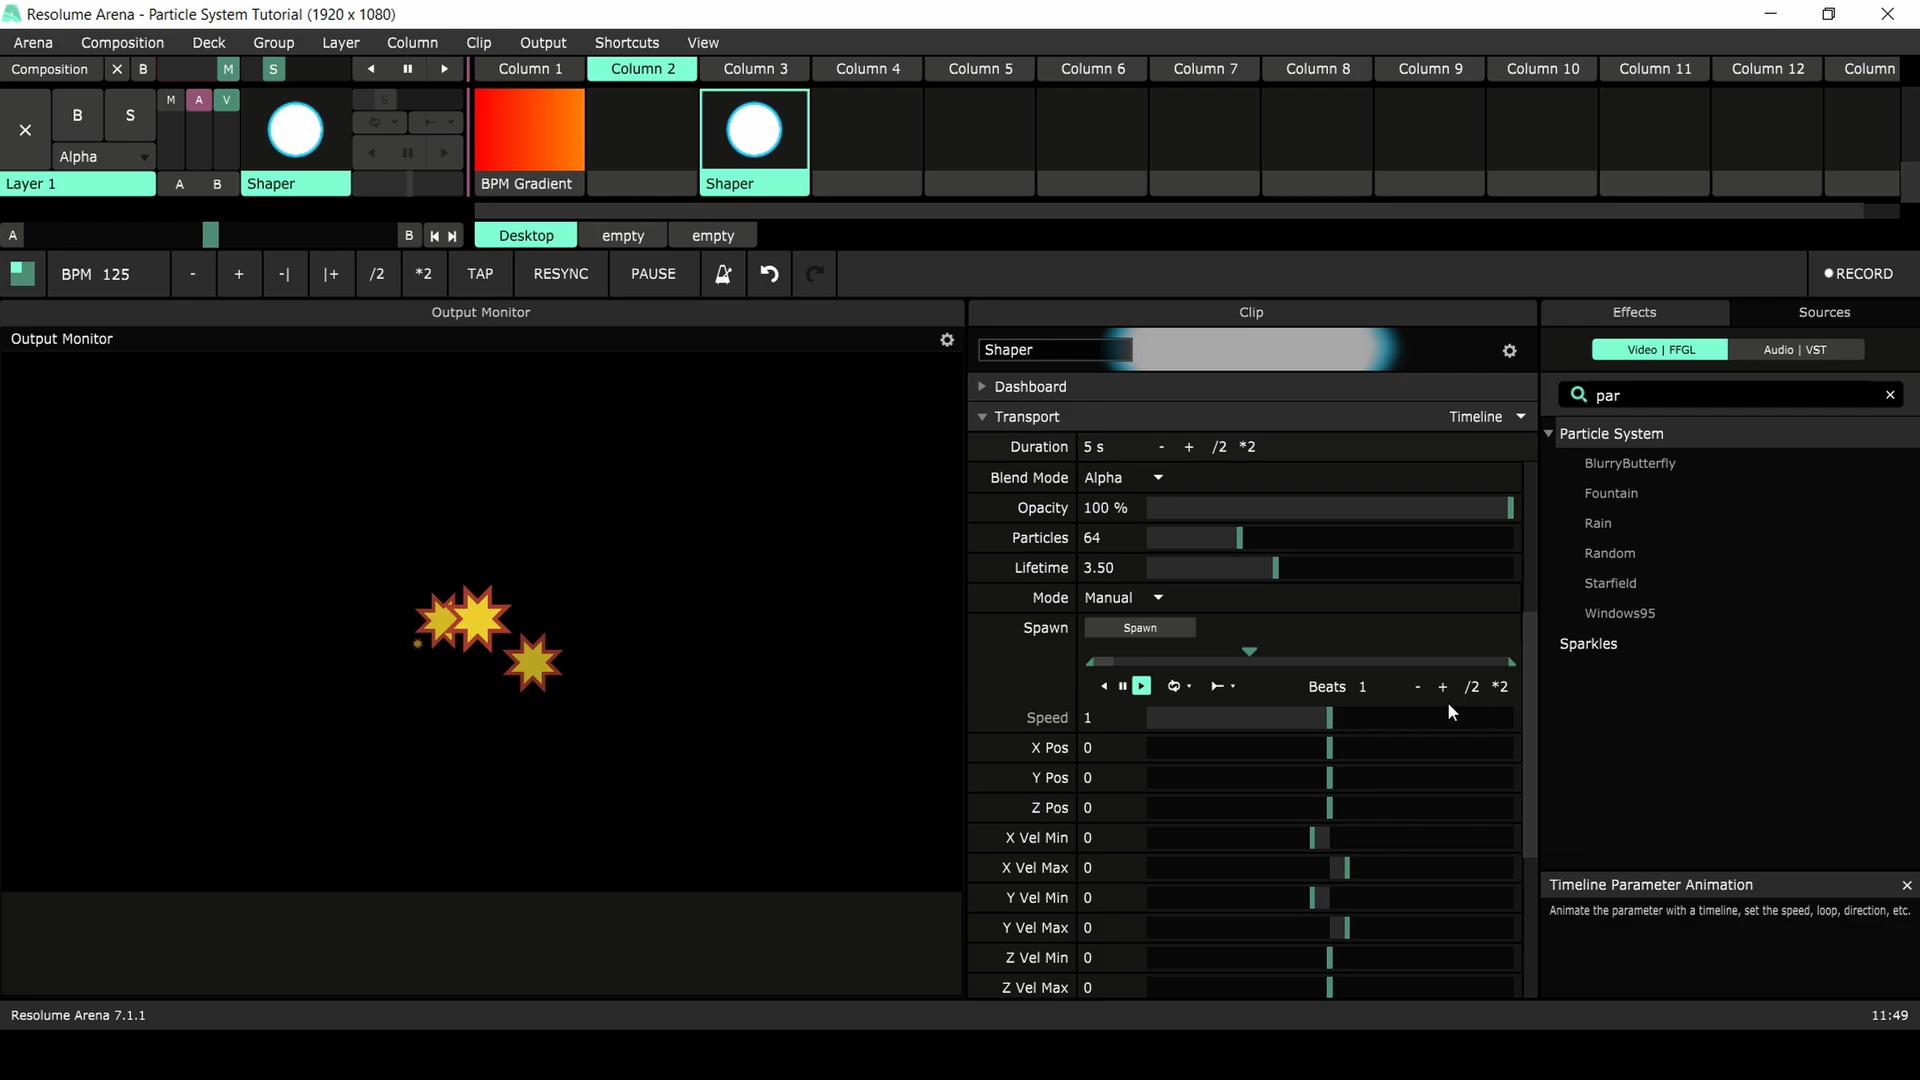 Resolume Arena - Particle System Tutorial (1920 x 1080)
Arena Composition Deck Group Layer Column Clip Output Shortcuts View
Composition B M S Column 1 Column 2 Column 3 Column 4 Column 5 Column 6 Column 7 Column 8 Column 9 Column 10 Column 11 Column 12 Column
B S M A V S
Alpha
Layer 1 A B Shaper BPM Gradient Shaper
A B Desktop empty empty
BPM 125 - + -| |+ /2 *2 TAP RESYNC PAUSE RECORD
Output Monitor Clip Effects Sources
Output Monitor
Shaper Video | FFGL Audio | VST
Dashboard
par
Transport Timeline
Particle System
Duration 5 s - + /2 *2
BlurryButterfly
Blend Mode Alpha
Fountain
Opacity 100 %
Rain
Particles 64
Random
Lifetime 3.50
Starfield
Mode Manual
Windows95
Spawn Spawn
Sparkles
Beats 1 - + /2 *2
Speed 1
X Pos 0
Y Pos 0
Z Pos 0
X Vel Min 0
X Vel Max 0
Timeline Parameter Animation
Y Vel Min 0
Animate the parameter with a timeline, set the speed, loop, direction, etc.
Y Vel Max 0
Z Vel Min 0
Z Vel Max 0
Resolume Arena 7.1.1 11:49